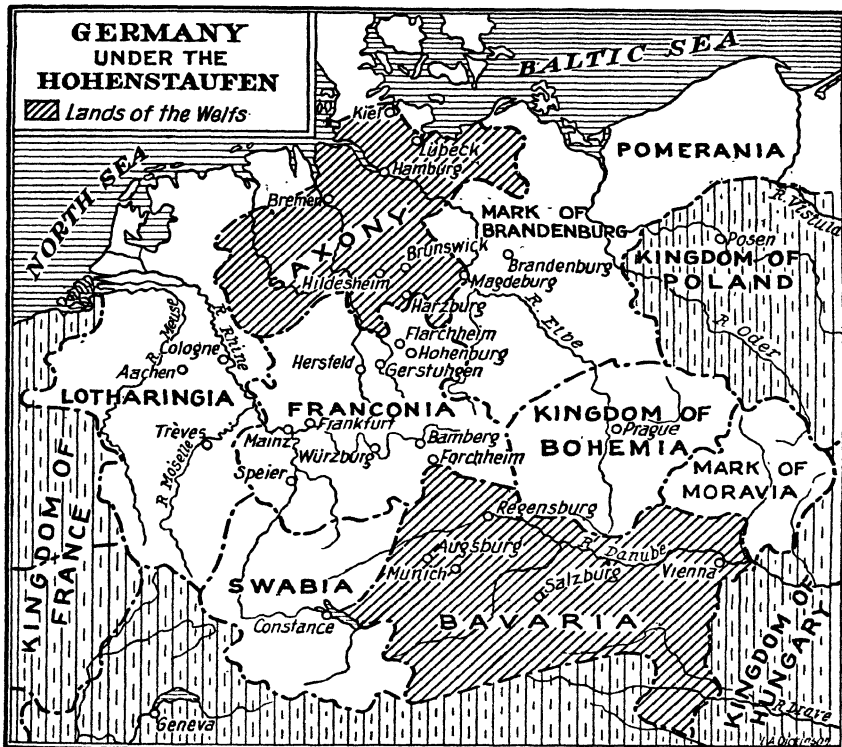 GERMANY
UNDER THE
HOHENSTAUFEN
Lands of the Welfs
BALTIC SEA
NORTH SEA
Kiel
Lübeck
Hamburg
POMERANIA
Bremen
SAXONY
MARK OF
BRANDENBURG
R. Vistula
Posen
Brunswick
Brandenburg
KINGDOM OF
POLAND
Hildesheim
Magdeburg
Harzburg
R. Meuse
R. Rhine
R. Elbe
R. Oder
Flarchheim
Hohenburg
Cologne
Hersfeld
Gerstungen
Aachen
LOTHARINGIA
FRANCONIA
KINGDOM OF
BOHEMIA
Prague
Frankfurt
Trèves
Mainz
Bamberg
Würzburg
Forchheim
MARK OF
MORAVIA
R. Moselle
Speier
KINGDOM OF
FRANCE
Regensburg
Augsburg
R. Danube
Munich
Vienna
SWABIA
Salzburg
Constance
BAVARIA
KINGDOM OF
HUNGARY
Geneva
R. Drave